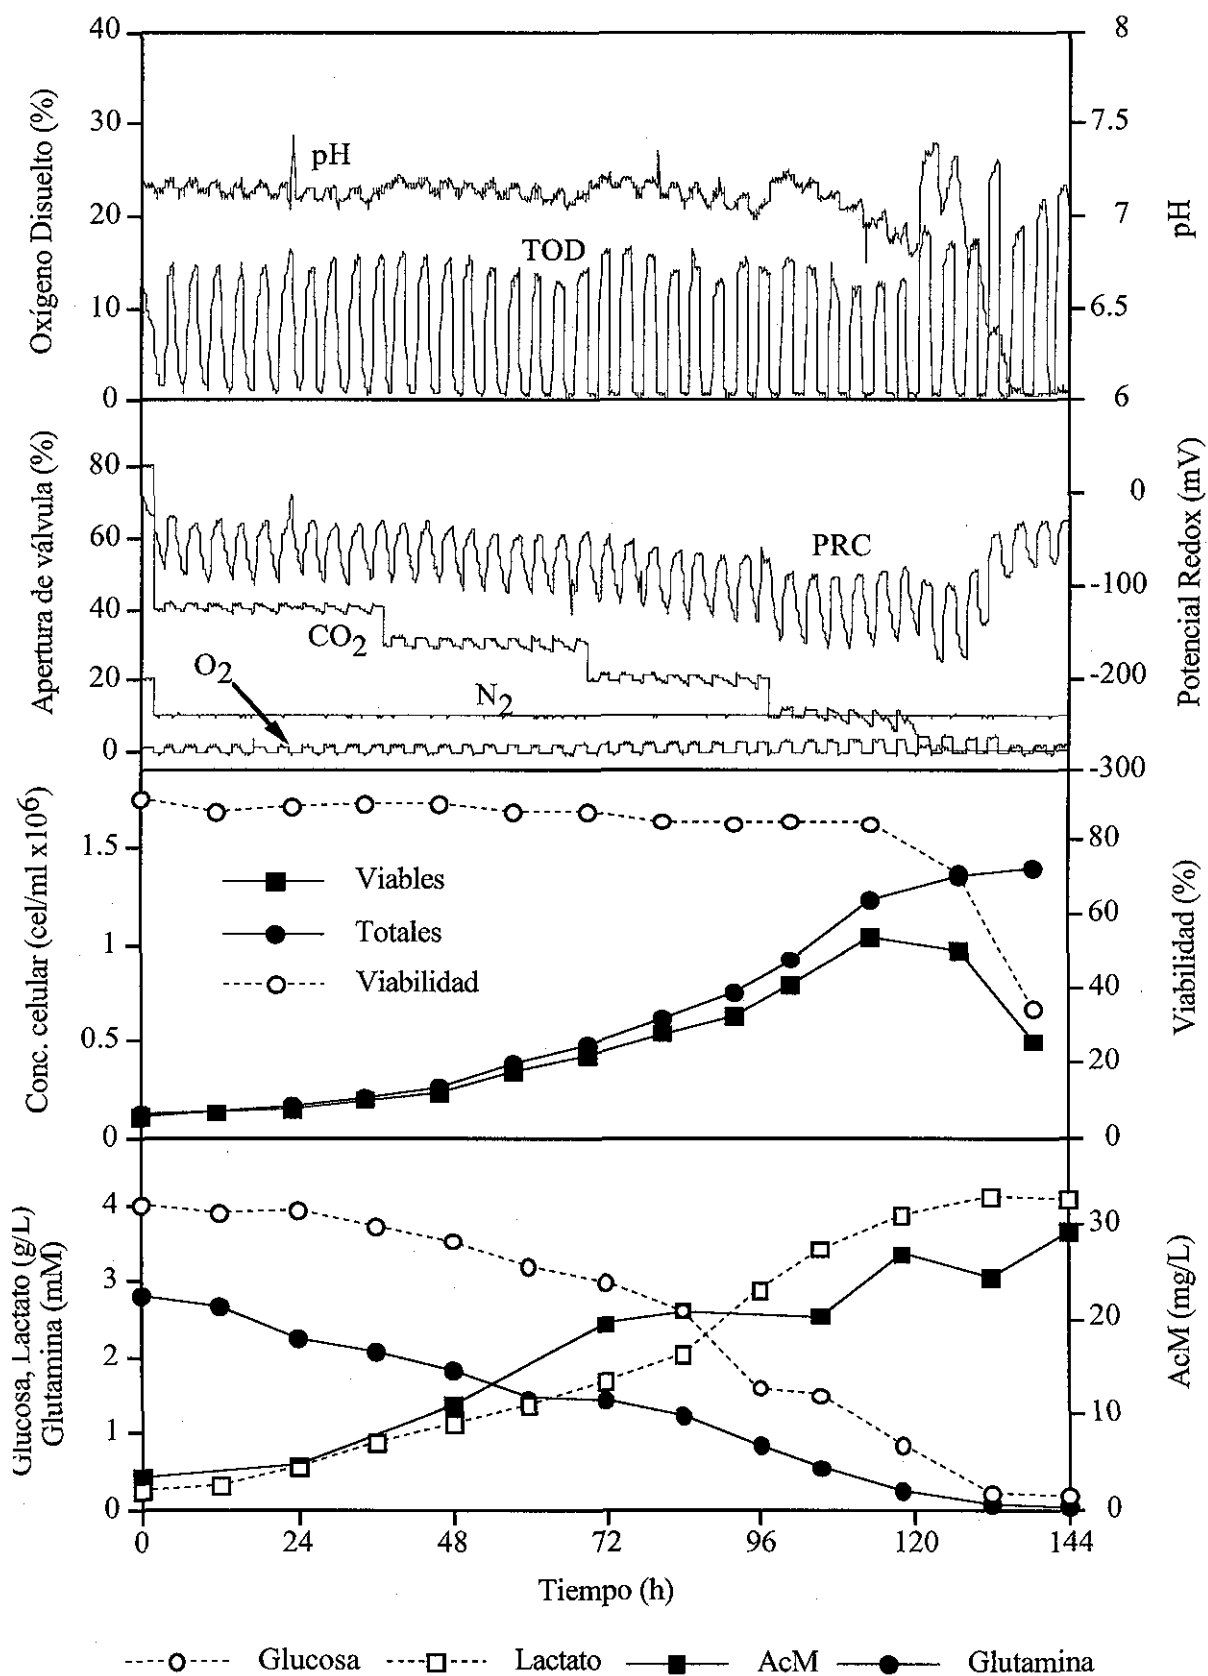 40
30
20
10
0
Oxígeno Disuelto (%)
8
7.5
7
6.5
6
pH
pH
TOD
80
60
40
20
0
Apertura de válvula (%)
0
-100
-200
-300
Potencial Redox (mV)
PRC
CO2
O2
N2
1.5
1
0.5
0
Conc. celular (cel/ml x10^6)
80
60
40
20
0
Viabilidad (%)
Viables
Totales
Viabilidad
4
3
2
1
0
Glucosa, Lactato (g/L)
Glutamina (mM)
30
20
10
0
AcM (mg/L)
0 24 48 72 96 120 144
Tiempo (h)
Glucosa Lactato AcM Glutamina